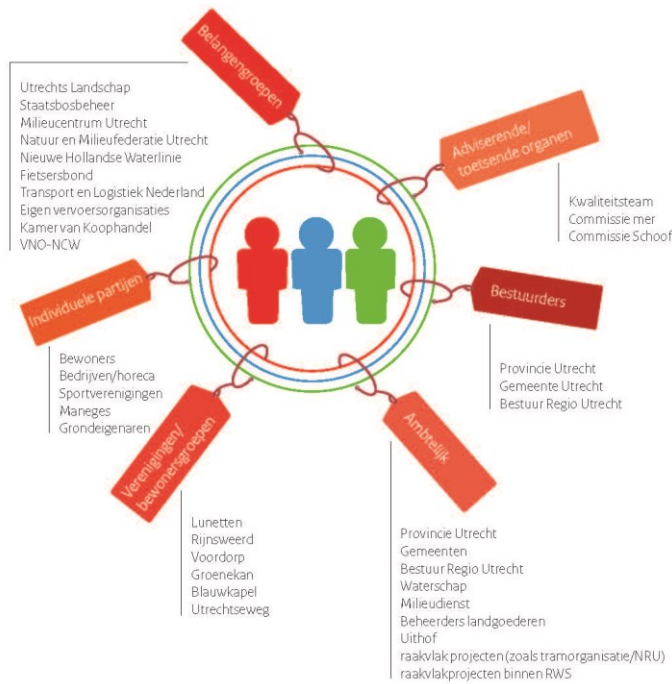 Belangengroepen
Utrechts Landschap
Staatsbosbeheer
Milieucentrum Utrecht
Natuur en Milieufederatie Utrecht
Nieuwe Hollandse Waterlinie
Fietsersbond
Transport en Logistiek Nederland
Eigen vervoersorganisaties
Kamer van Koophandel
VNO-NCW
Adviserende/
toetsende organen
Kwaliteitsteam
Commissie mer
Commissie Schoof
Bestuurders
Provincie Utrecht
Gemeente Utrecht
Bestuur Regio Utrecht
Ambtelijk
Provincie Utrecht
Gemeenten
Bestuur Regio Utrecht
Waterschap
Milieudienst
Beheerders landgoederen
Uithof
raakvlak projecten (zoals tramorganisatie/NRU)
raakvlakprojecten binnen RWS
Verenigingen/
bewonersgroepen
Lunetten
Rijnsweerd
Voordorp
Groenekan
Blauwkapel
Utrechtseweg
Individuele partijen
Bewoners
Bedrijven/horeca
Sportverenigingen
Maneges
Grondeigenaren